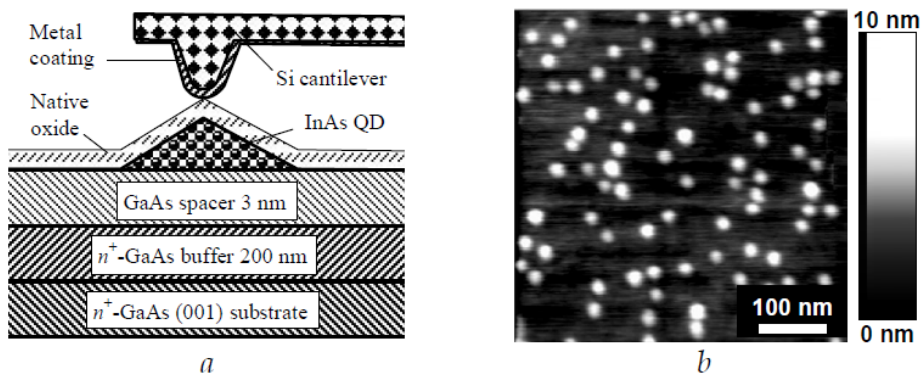 Metal
coating
Si cantilever
Native
oxide
InAs QD
GaAs spacer 3 nm
n⁺-GaAs buffer 200 nm
n⁺-GaAs (001) substrate
a
10 nm
100 nm
0 nm
b